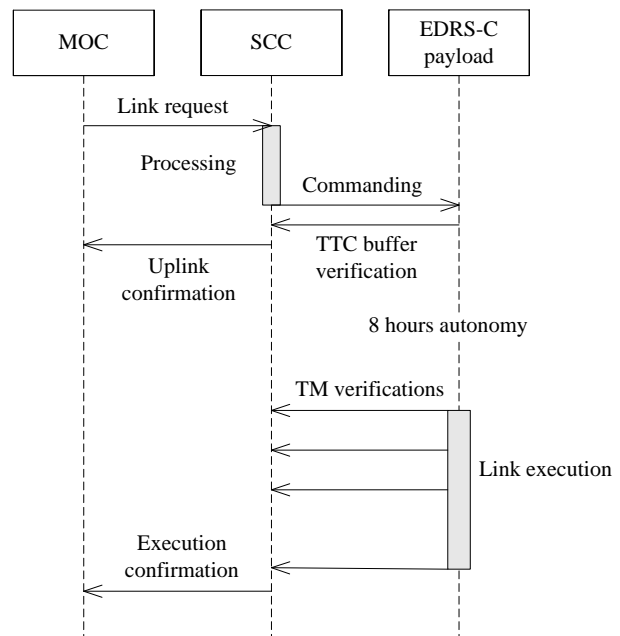 MOC
SCC
EDRS-C
payload
Link request
Processing
Commanding
TTC buffer
verification
Uplink
confirmation
8 hours autonomy
TM verifications
Link execution
Execution
confirmation